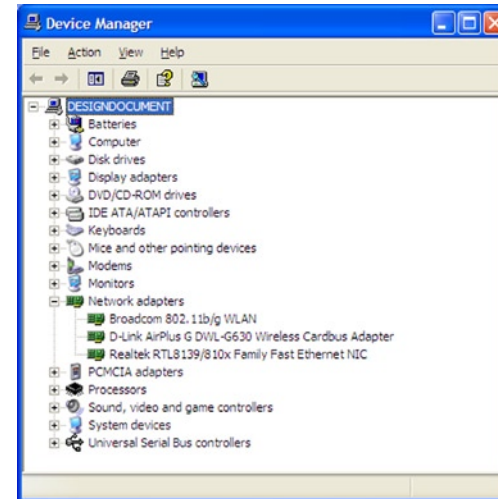 Device Manager
File Action View Help
DESIGNDOCUMENT
Batteries
Computer
Disk drives
Display adapters
DVD/CD-ROM drives
IDE ATA/ATAPI controllers
Keyboards
Mice and other pointing devices
Modems
Monitors
Network adapters
Broadcom 802.11b/g WLAN
D-Link AirPlus G DWL-G630 Wireless Cardbus Adapter
Realtek RTL8139/810x Family Fast Ethernet NIC
PCMCIA adapters
Processors
Sound, video and game controllers
System devices
Universal Serial Bus controllers